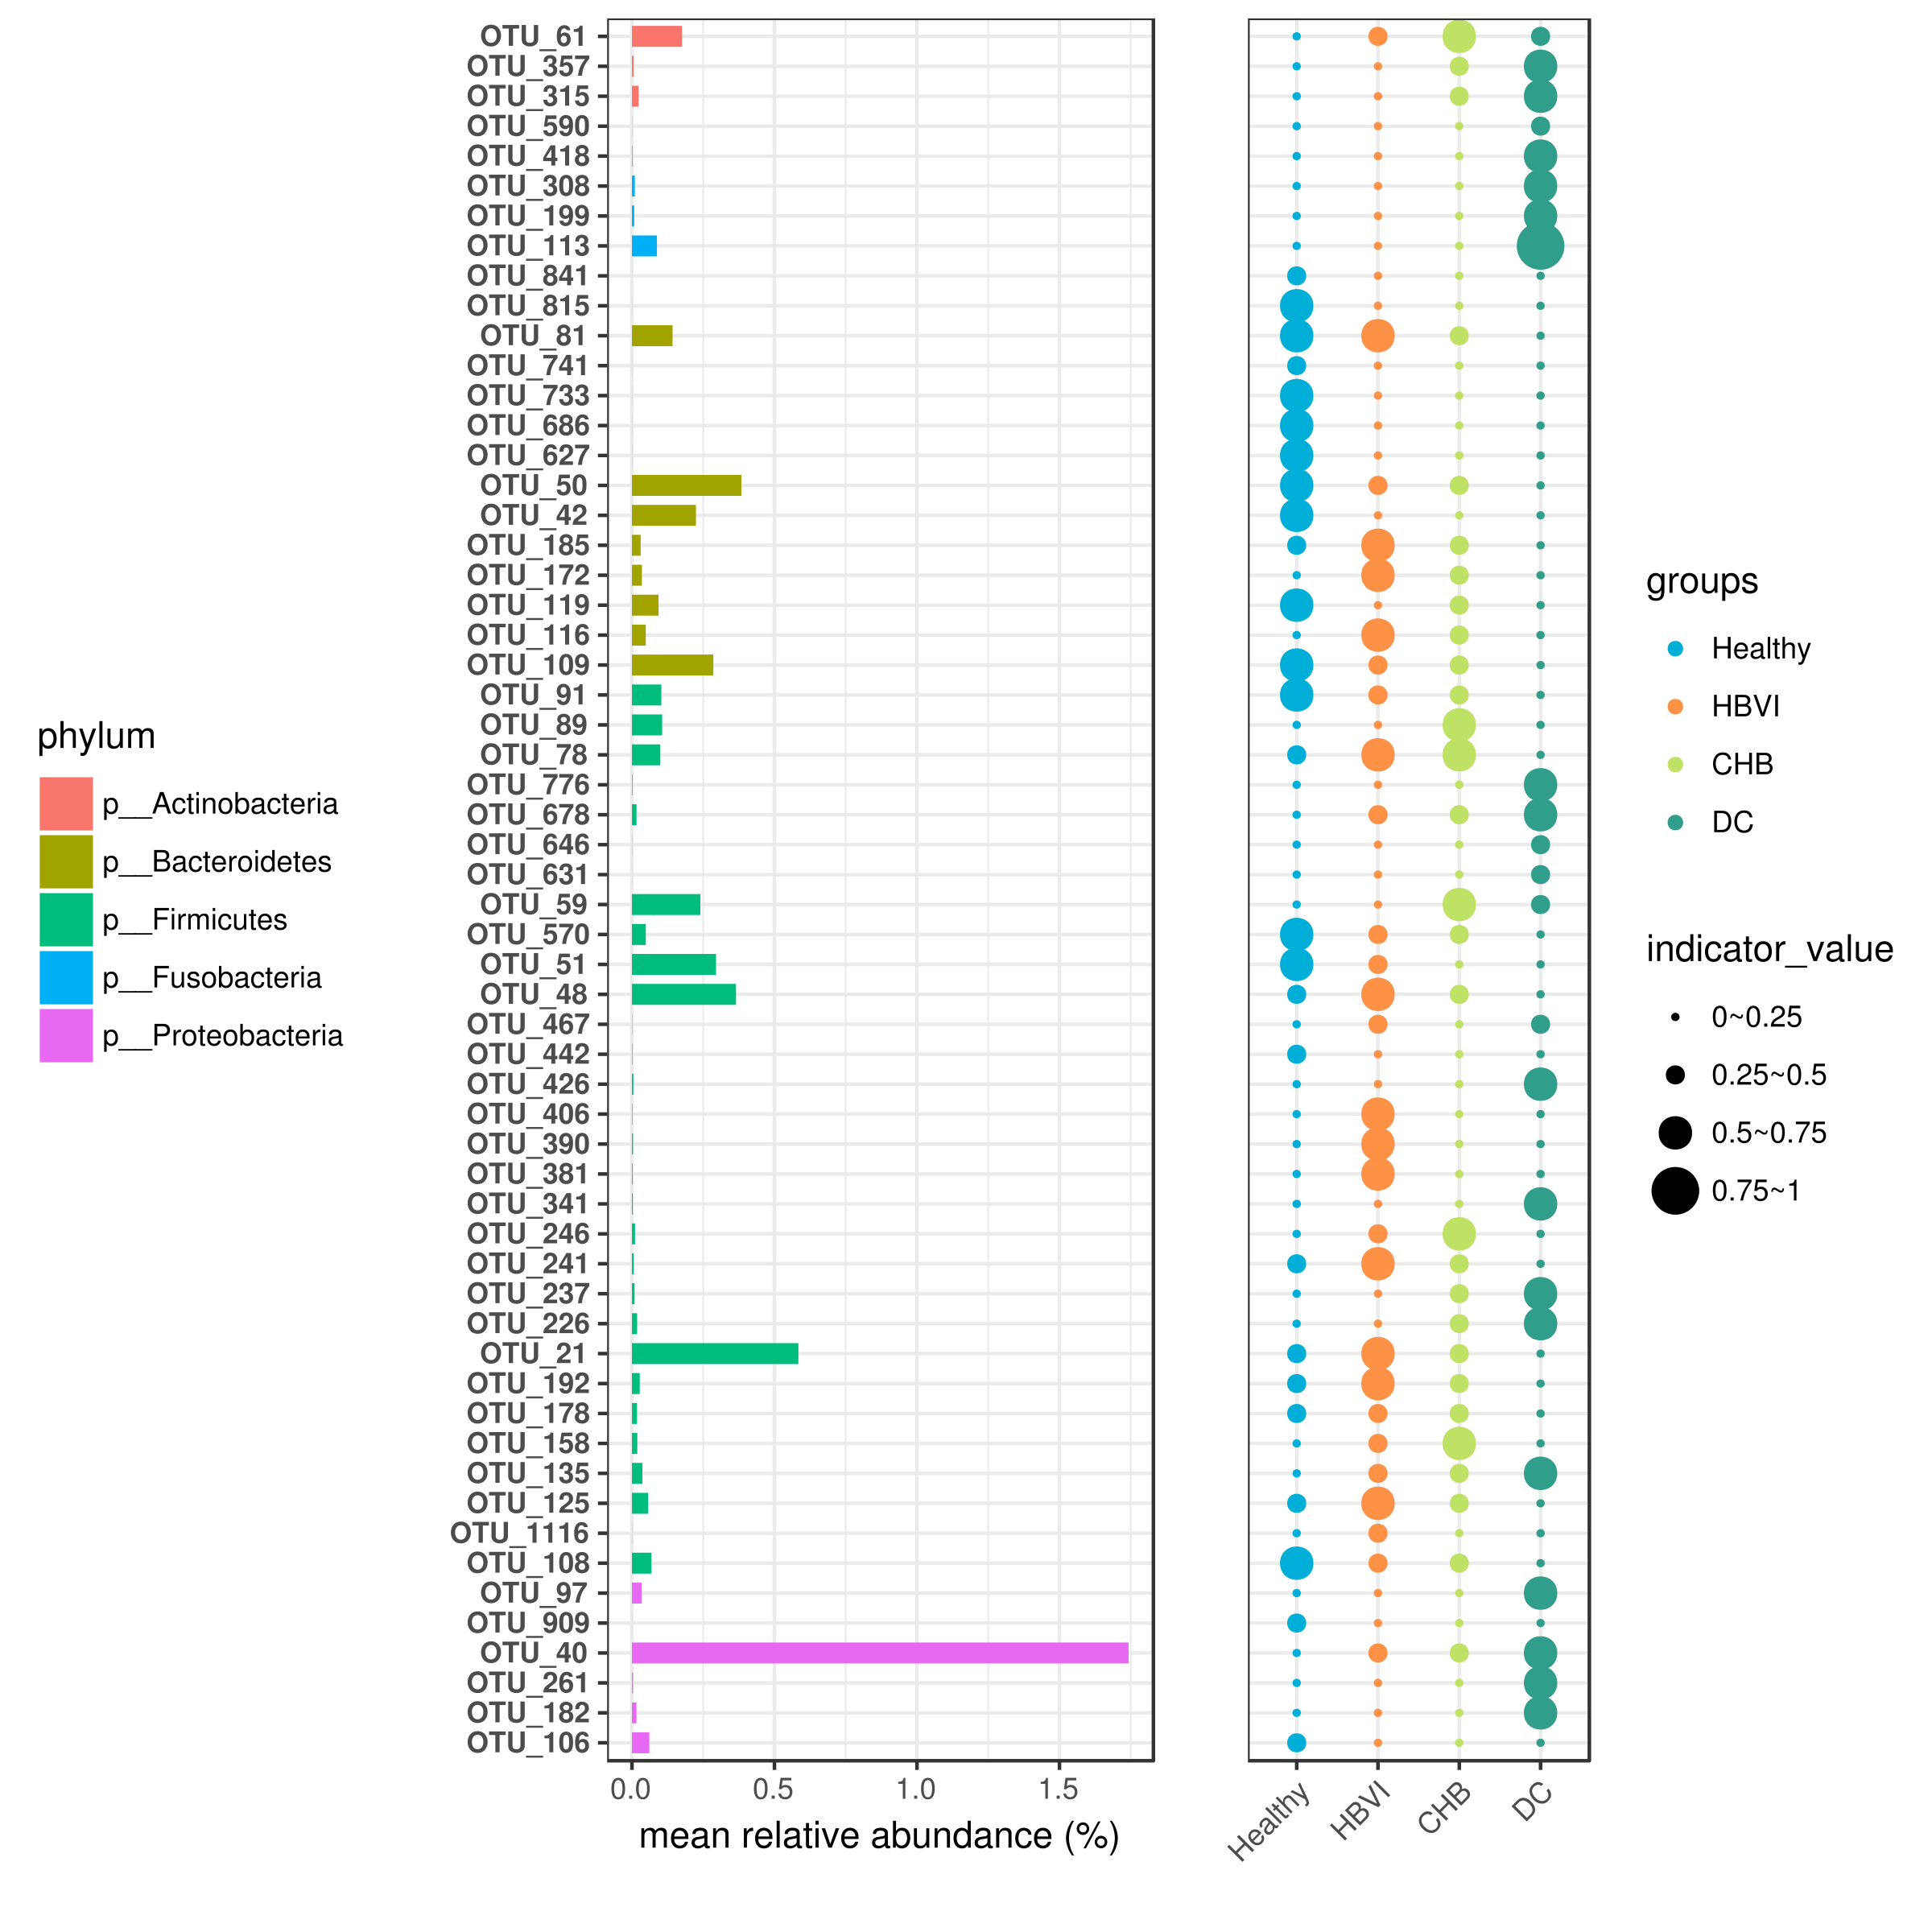 phylum
p__Actinobacteria
p__Bacteroidetes
p__Firmicutes
p__Fusobacteria
p__Proteobacteria
OTU_61
OTU_357
OTU_315
OTU_590
OTU_418
OTU_308
OTU_199
OTU_113
OTU_841
OTU_815
OTU_81
OTU_741
OTU_733
OTU_686
OTU_627
OTU_50
OTU_42
OTU_185
OTU_172
OTU_119
OTU_116
OTU_109
OTU_91
OTU_89
OTU_78
OTU_776
OTU_678
OTU_646
OTU_631
OTU_59
OTU_570
OTU_51
OTU_48
OTU_467
OTU_442
OTU_426
OTU_406
OTU_390
OTU_381
OTU_341
OTU_246
OTU_241
OTU_237
OTU_226
OTU_21
OTU_192
OTU_178
OTU_158
OTU_135
OTU_125
OTU_1116
OTU_108
OTU_97
OTU_909
OTU_40
OTU_261
OTU_182
OTU_106
0.0 0.5 1.0 1.5
mean relative abundance (%)
Healthy HBVI CHB DC
groups
Healthy
HBVI
CHB
DC
indicator_value
0~0.25
0.25~0.5
0.5~0.75
0.75~1